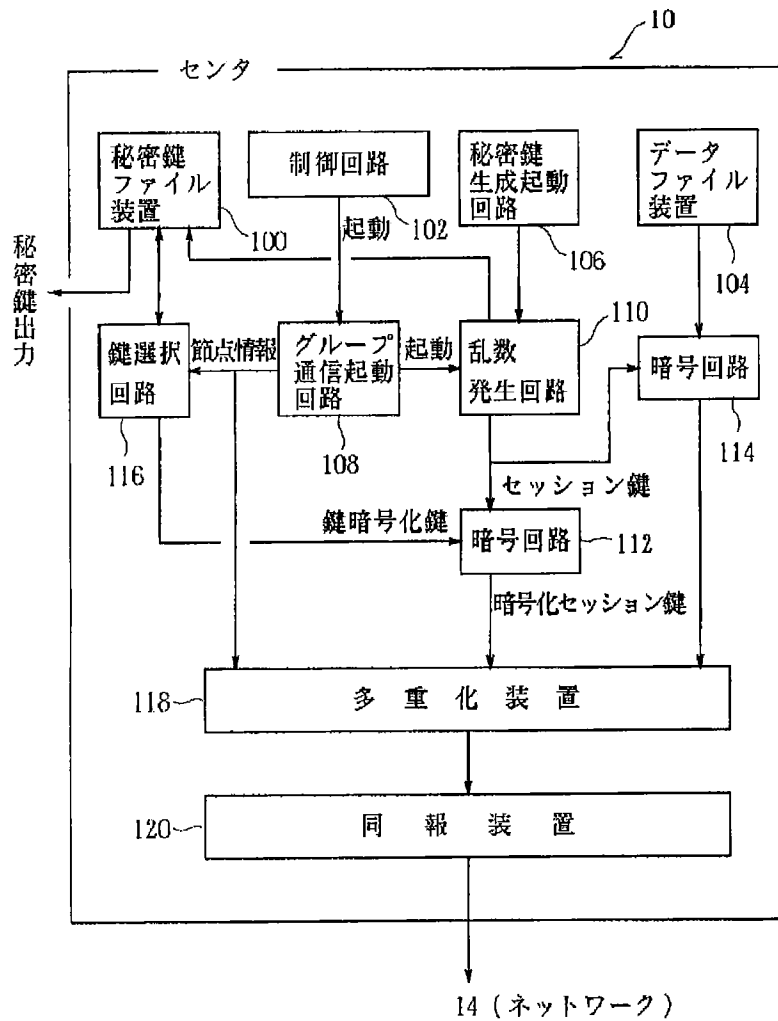 10
センタ
秘密鍵
ファイル
装置
100
制御回路
102
秘密鍵
生成起動
回路
106
データ
ファイル
装置
104
秘密鍵出力
起動
鍵選択
回路
116
節点情報
グループ
通信起動
回路
108
起動
乱数
発生回路
110
暗号回路
114
セッション鍵
鍵暗号化鍵
暗号回路
112
暗号化セッション鍵
118
多重化装置
120
同報装置
14（ネットワーク）